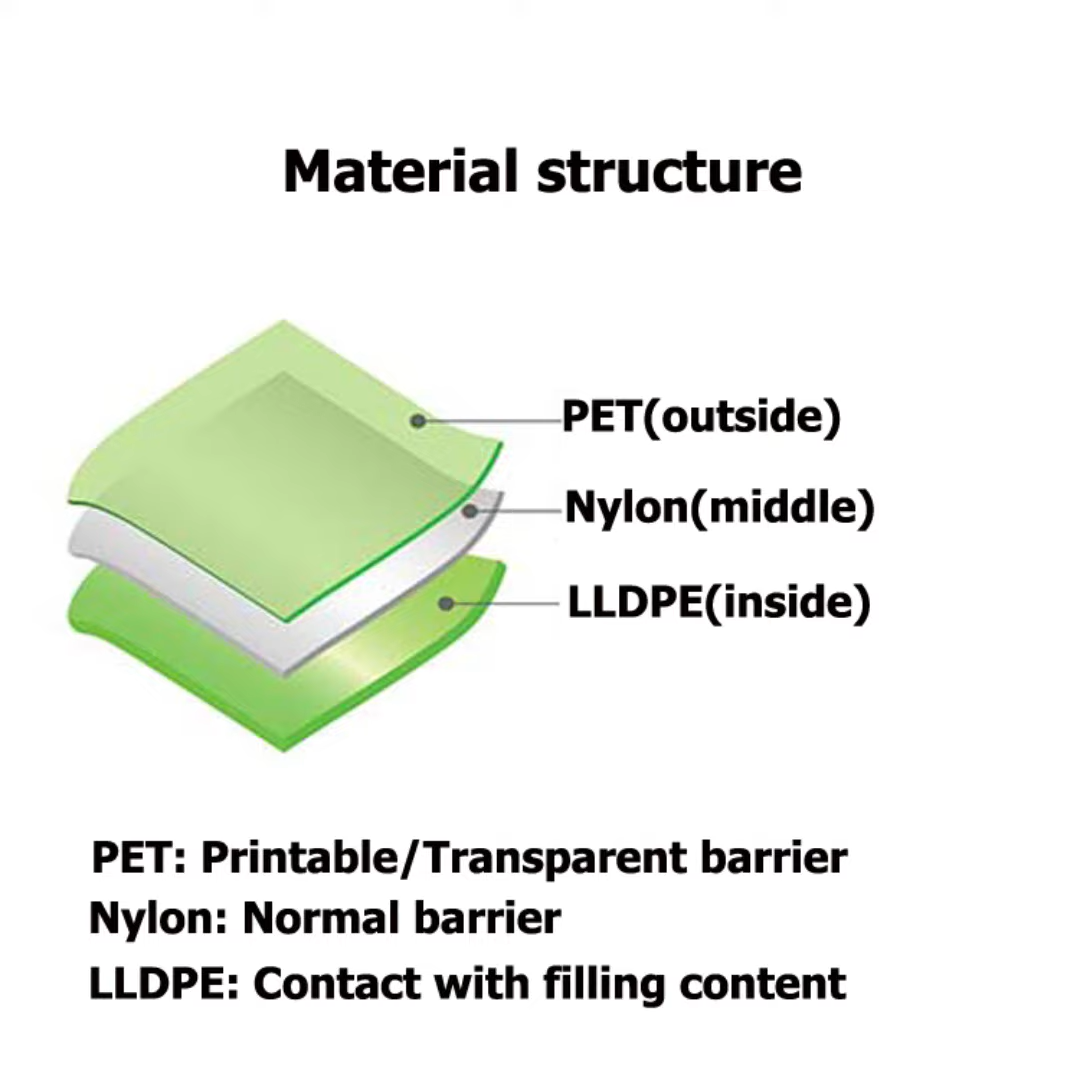 Material structure
PET(outside)
Nylon(middle)
LLDPE(inside)
PET: Printable/Transparent barrier
Nylon: Normal barrier
LLDPE: Contact with filling content